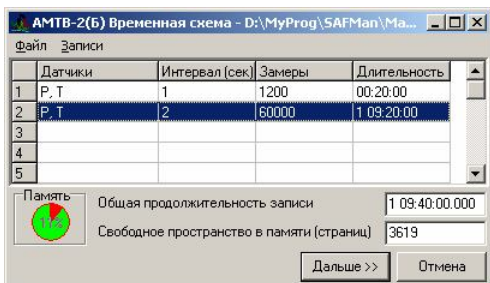 АМТВ-2(Б) Временная схема - D:\MyProg\SAFMan\Ma...
Файл Записи
Датчики Интервал (сек) Замеры Длительность
1 P, T 1 1200 00:20:00
2 P, T 2 60000 1 09:20:00
3
4
5
Память
11%
Общая продолжительность записи 1 09:40:00.000
Свободное пространство в памяти (страниц) 3619
Дальше >> Отмена